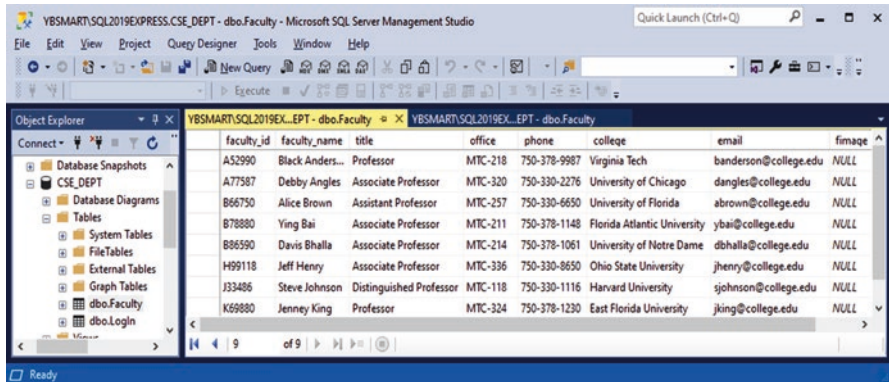 YBSMART\SQL2019EXPRESS.CSE_DEPT - dbo.Faculty - Microsoft SQL Server Management Studio
Quick Launch (Ctrl+Q)
File Edit View Project Query Designer Tools Window Help
New Query
Execute
Object Explorer
Connect
Database Snapshots
CSE_DEPT
Database Diagrams
Tables
System Tables
FileTables
External Tables
Graph Tables
dbo.Faculty
dbo.LogIn
Views
YBSMART\SQL2019EX...EPT - dbo.Faculty YBSMART\SQL2019EX...EPT - dbo.Faculty
faculty_id faculty_name title office phone college email fimage
A52990 Black Anders... Professor MTC-218 750-378-9987 Virginia Tech banderson@college.edu NULL
A77587 Debby Angles Associate Professor MTC-320 750-330-2276 University of Chicago dangles@college.edu NULL
B66750 Alice Brown Assistant Professor MTC-257 750-330-6650 University of Florida abrown@college.edu NULL
B78880 Ying Bai Associate Professor MTC-211 750-378-1148 Florida Atlantic University ybai@college.edu NULL
B86590 Davis Bhalla Associate Professor MTC-214 750-378-1061 University of Notre Dame dbhalla@college.edu NULL
H99118 Jeff Henry Associate Professor MTC-336 750-330-8650 Ohio State University jhenry@college.edu NULL
J33486 Steve Johnson Distinguished Professor MTC-118 750-330-1116 Harvard University sjohnson@college.edu NULL
K69880 Jenney King Professor MTC-324 750-378-1230 East Florida University jking@college.edu NULL
9 of 9
Ready